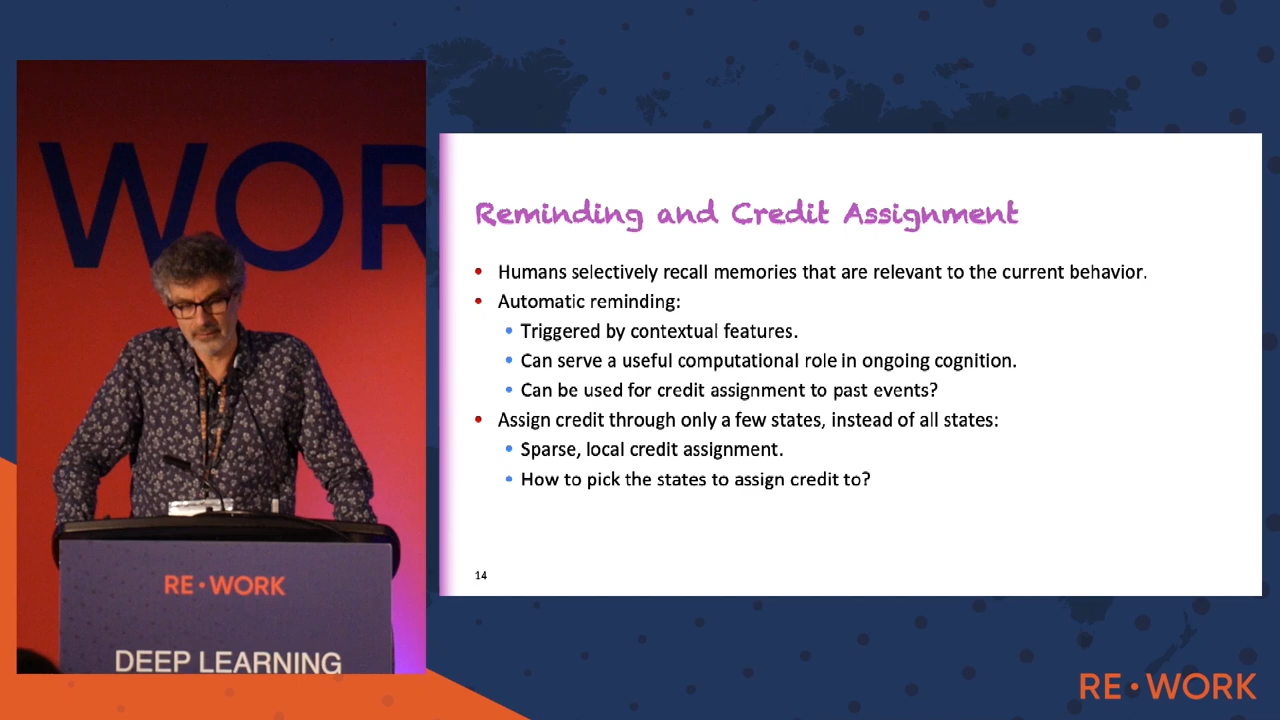 WOR
RE•WORK
DEEP LEARNING
Reminding and Credit Assignment
• Humans selectively recall memories that are relevant to the current behavior.
• Automatic reminding:
• Triggered by contextual features.
• Can serve a useful computational role in ongoing cognition.
• Can be used for credit assignment to past events?
• Assign credit through only a few states, instead of all states:
• Sparse, local credit assignment.
• How to pick the states to assign credit to?
14
RE•WORK